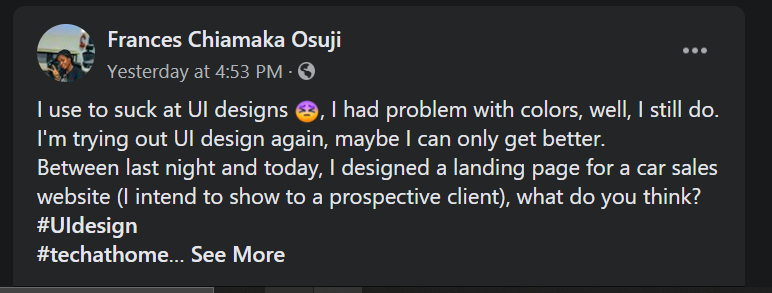 Frances Chiamaka Osuji
Yesterday at 4:53 PM ·
I use to suck at UI designs 😣, I had problem with colors, well, I still do.
I'm trying out UI design again, maybe I can only get better.
Between last night and today, I designed a landing page for a car sales
website (I intend to show to a prospective client), what do you think?
#UIdesign
#techathome... See More